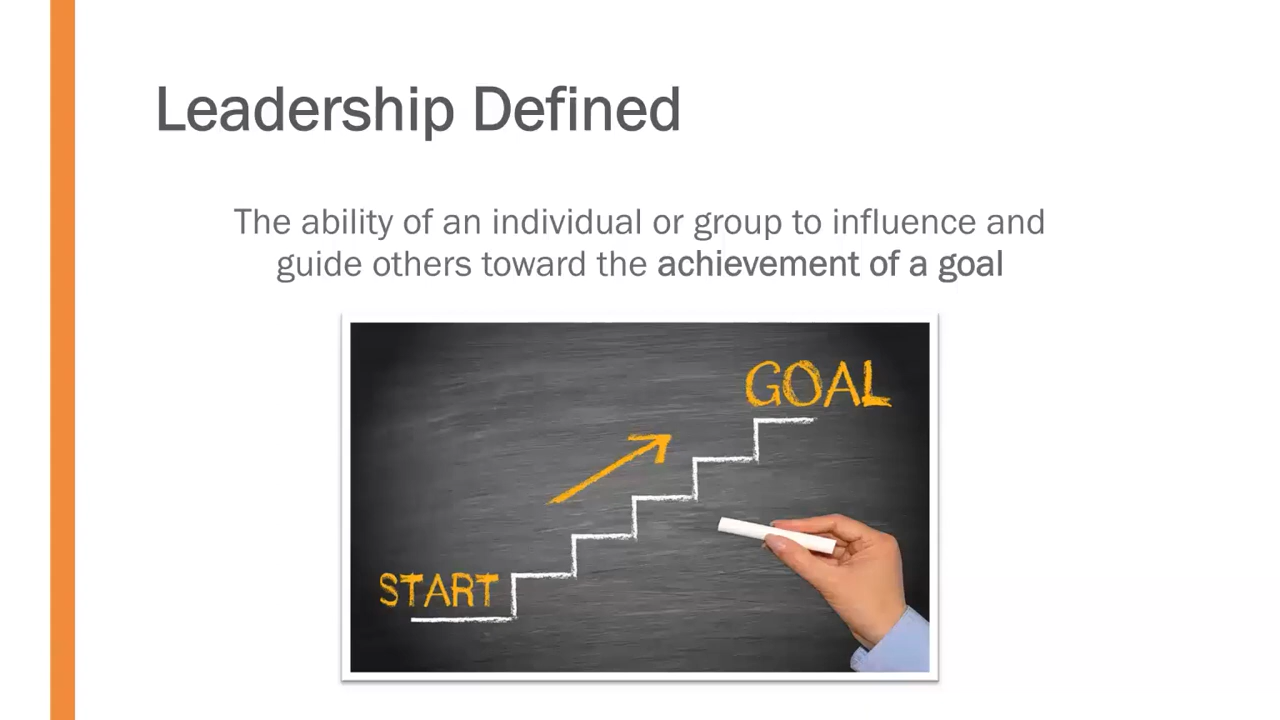 Leadership Defined
The ability of an individual or group to influence and
guide others toward the achievement of a goal
GOAL
START